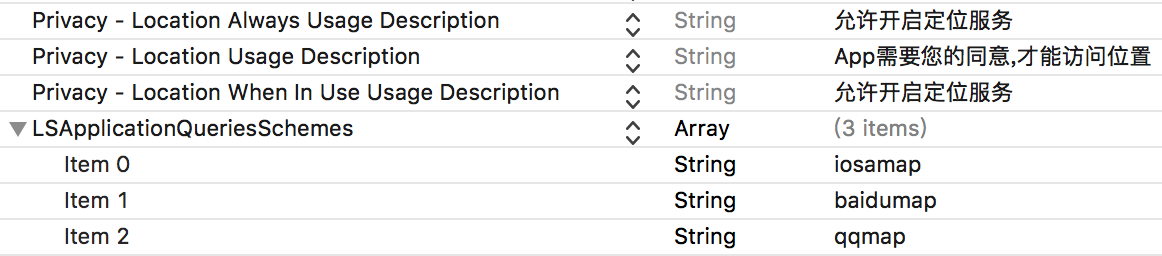 Privacy - Location Always Usage Description String 允许开启定位服务
Privacy - Location Usage Description String App需要您的同意,才能访问位置
Privacy - Location When In Use Usage Description String 允许开启定位服务
LSApplicationQueriesSchemes Array (3 items)
Item 0 String iosamap
Item 1 String baidumap
Item 2 String qqmap